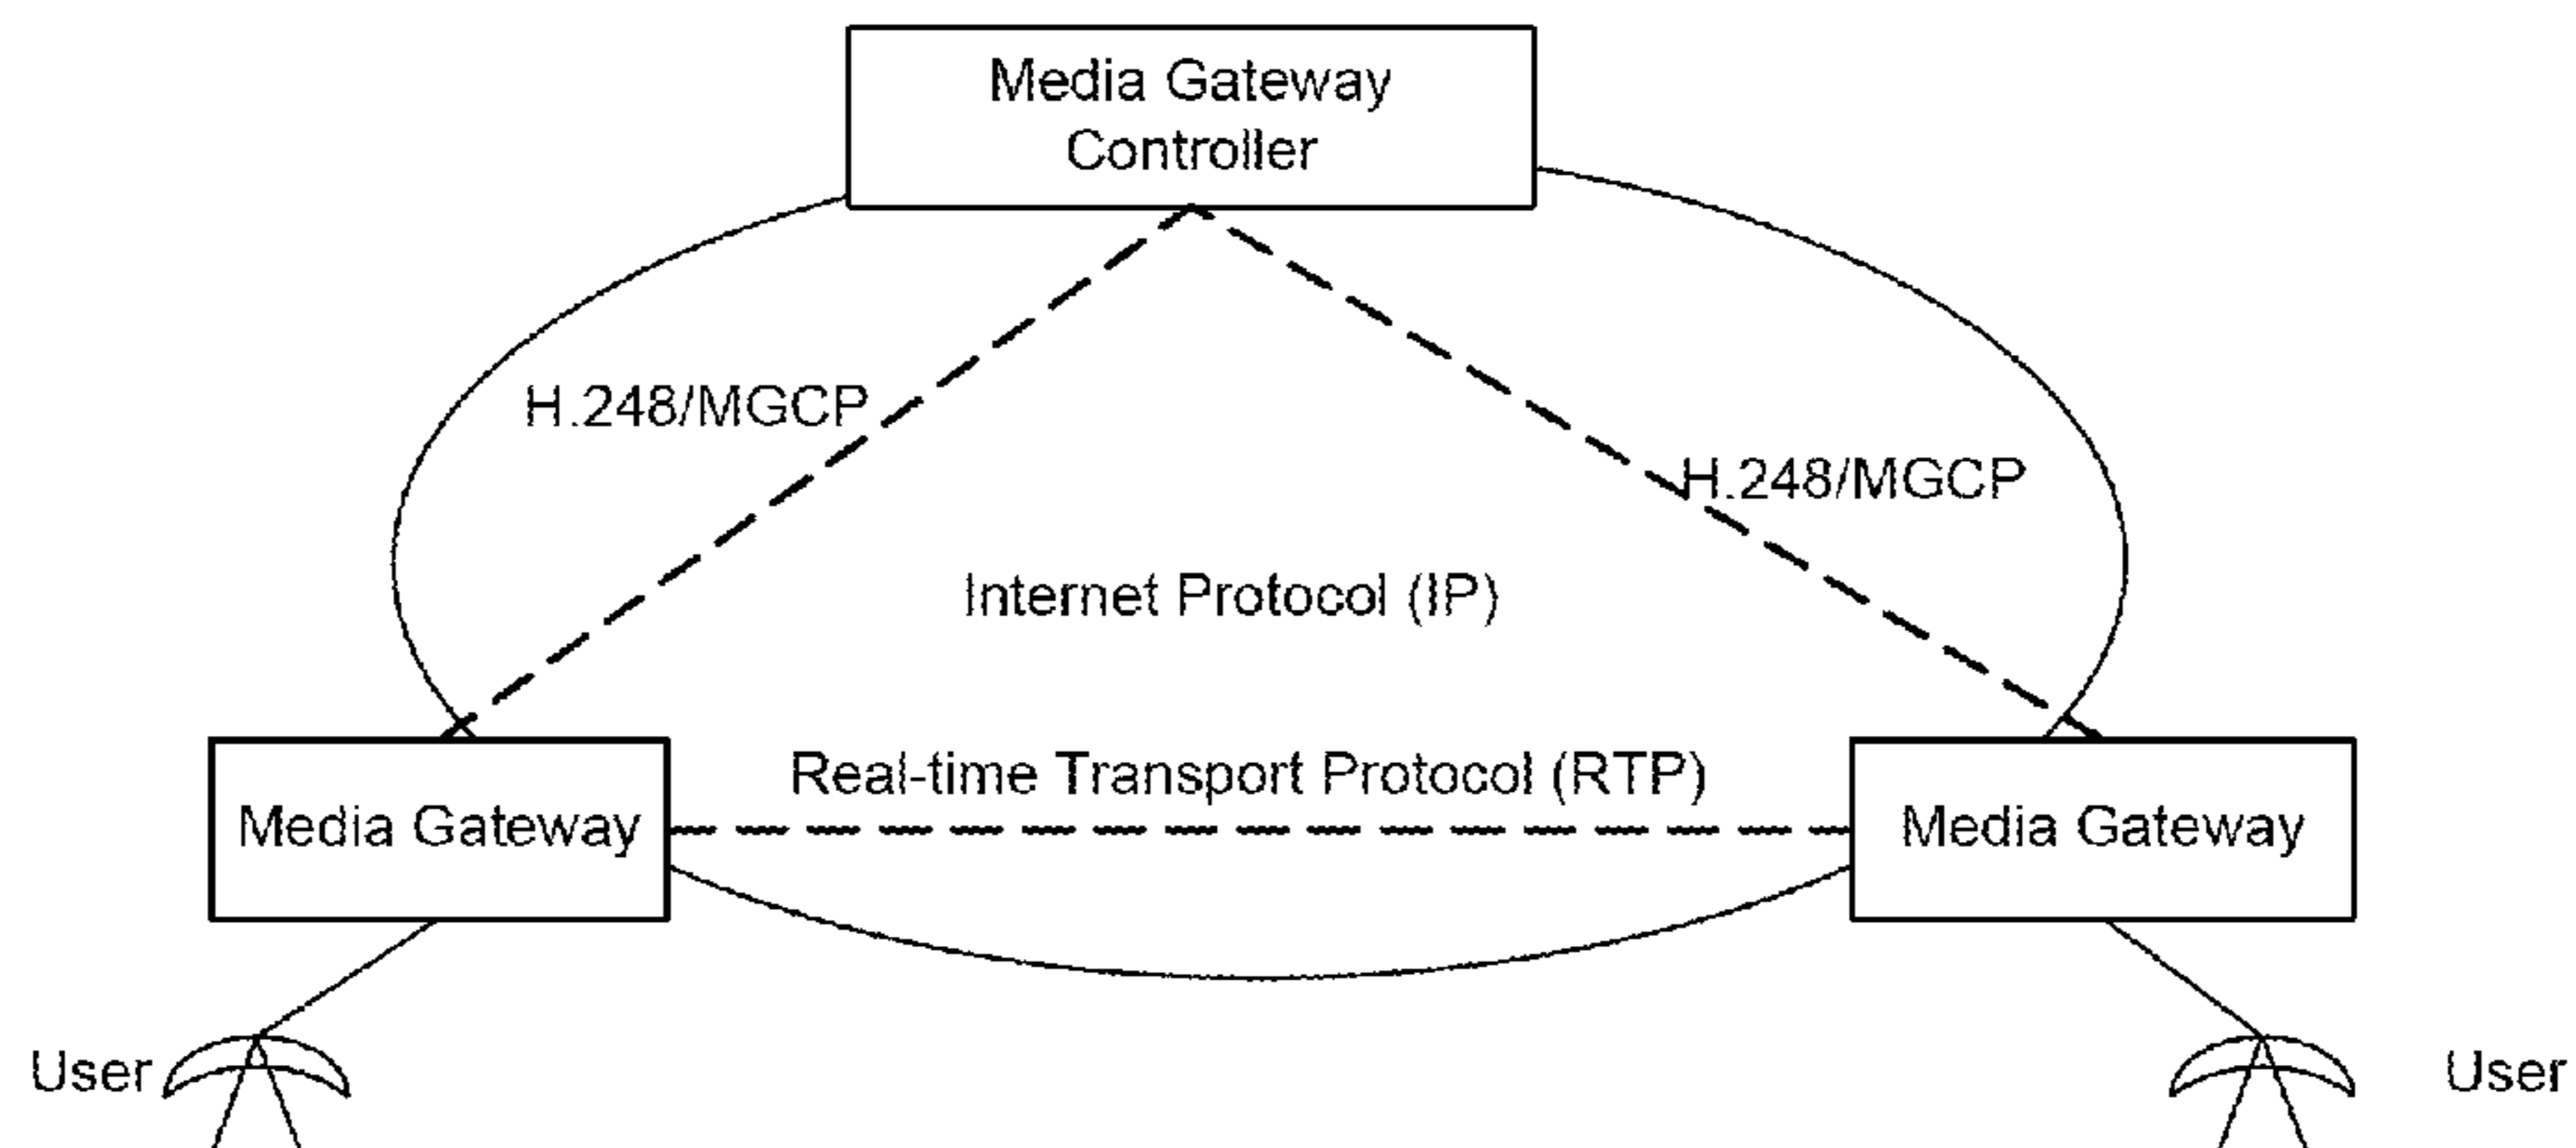 Media Gateway
Controller
H.248/MGCP
H.248/MGCP
Internet Protocol (IP)
Real-time Transport Protocol (RTP)
Media Gateway
Media Gateway
User
User